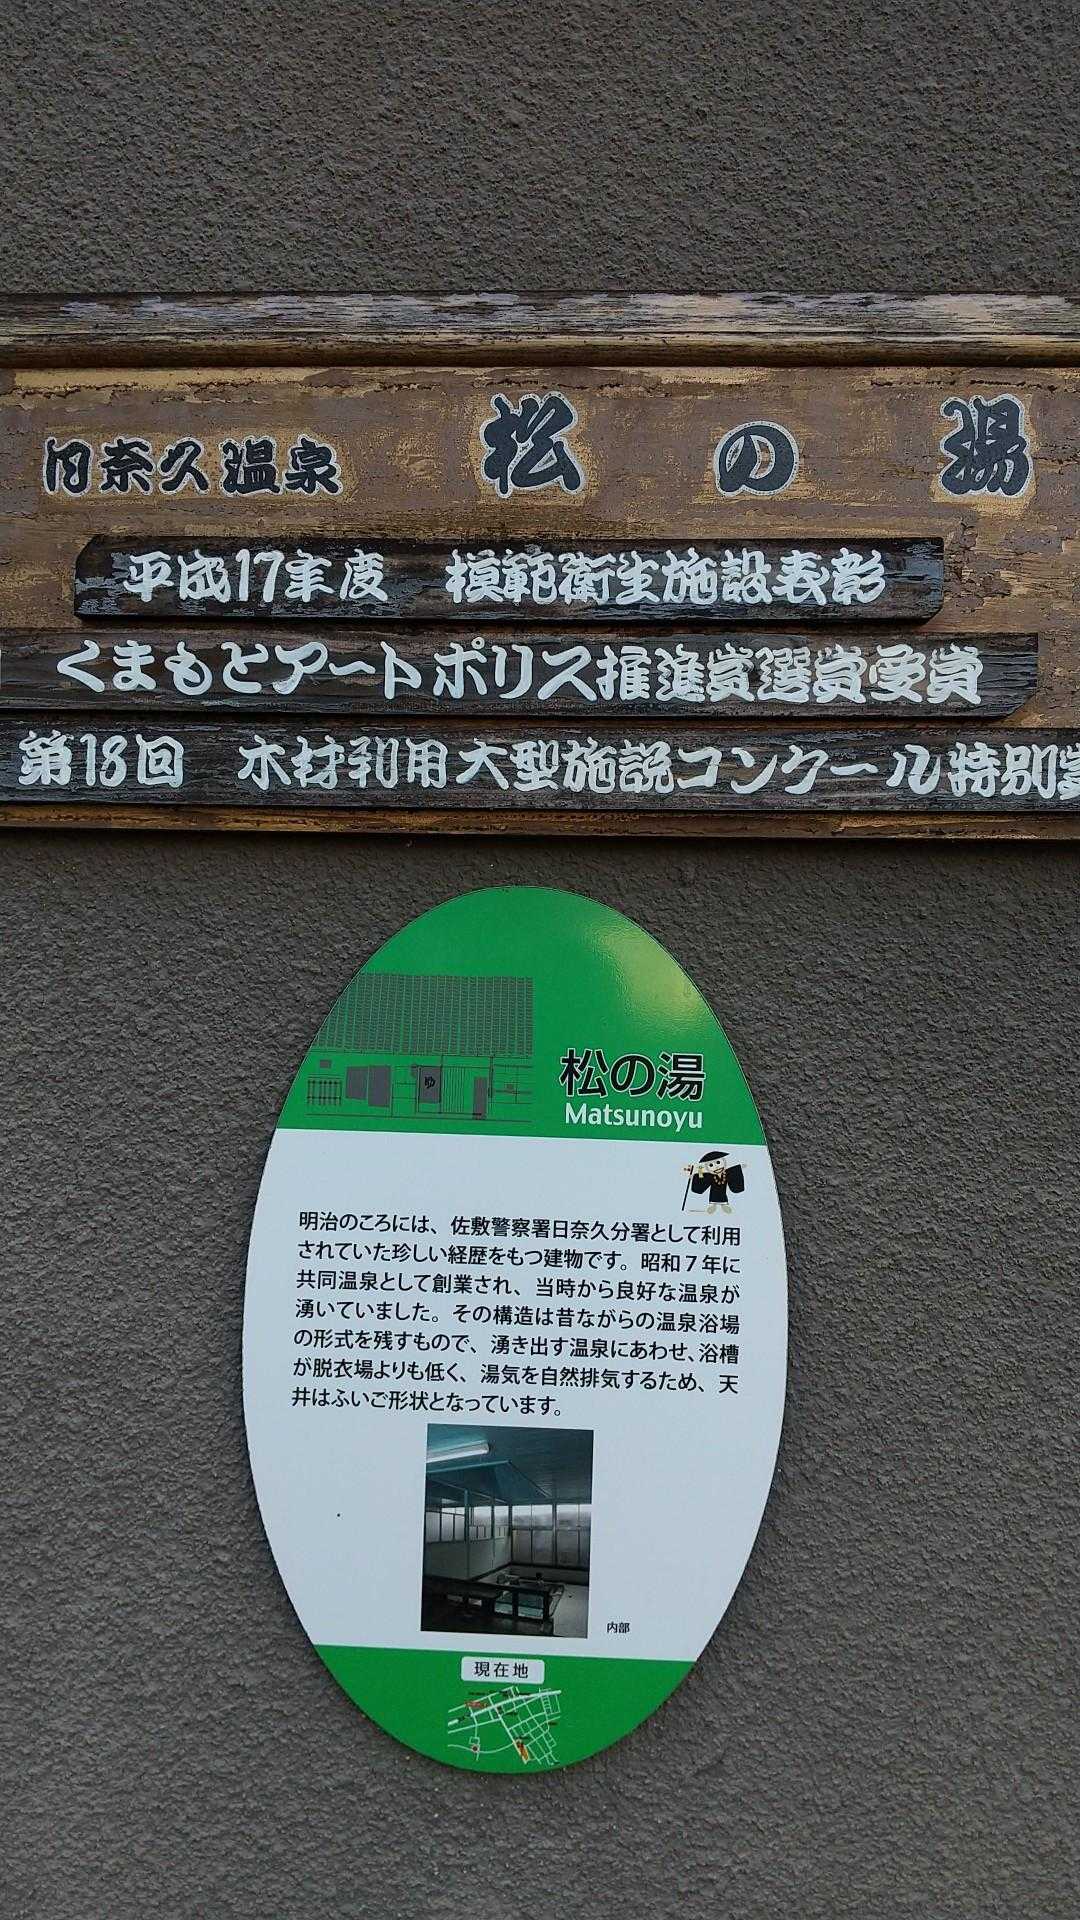 日奈久温泉 松の湯
平成17年度 模範衛生施設表彰
くまもとアートポリス推進賞選賞受賞
第18回 木材利用大型施設コンクール特別賞
松の湯
Matsunoyu
ゆ
明治のころには、佐敷警察署日奈久分署として利用
されていた珍しい経歴をもつ建物です。昭和7年に
共同温泉として創業され、当時から良好な温泉が
湧いていました。その構造は昔ながらの温泉浴場
の形式を残すもので、湧き出す温泉にあわせ、浴槽
が脱衣場よりも低く、湯気を自然排気するため、天
井はふいご形状となっています。
内部
現在地